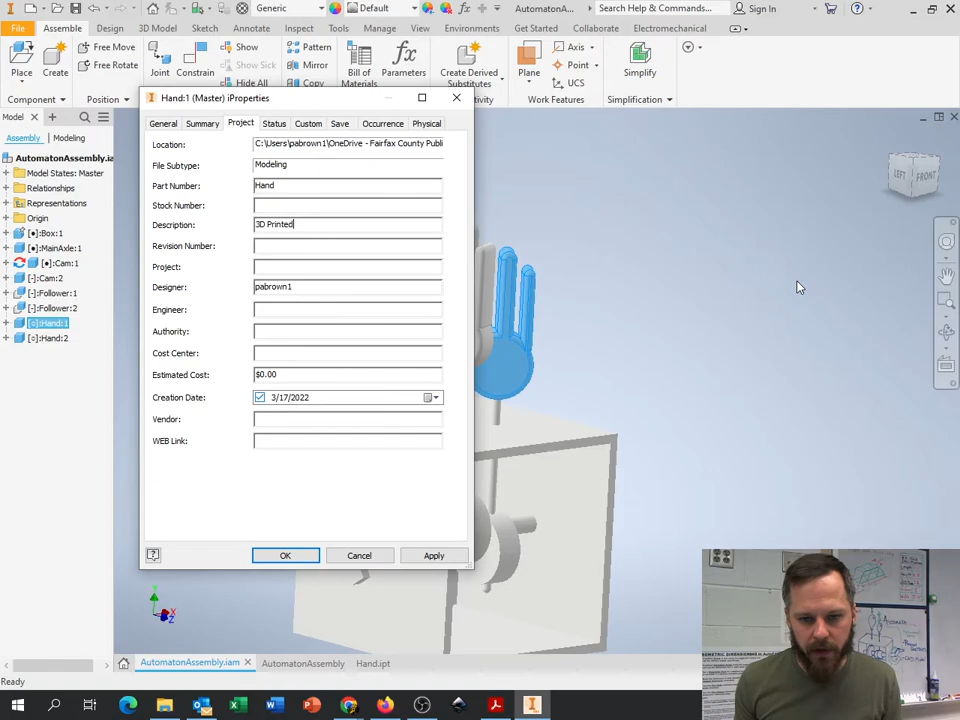 Generic Default AutomatonA... Search Help & Commands... Sign In
File Assemble Design 3D Model Sketch Annotate Inspect Tools Manage View Environments Get Started Collaborate Electromechanical
Place Create Free Move Free Rotate Joint Constrain Show Show Sick Hide All Pattern Mirror Copy Bill of Materials Parameters Create Derived Substitutes Plane Axis Point UCS Simplify
Component Position Work Features Simplification
Model
Assembly Modeling
AutomatonAssembly.iam
Model States: Master
Relationships
Representations
Origin
[•]:Box:1
[•]:MainAxle:1
[•]:Cam:1
[-]:Cam:2
[-]:Follower:1
[-]:Follower:2
[○]:Hand:1
[○]:Hand:2
Hand:1 (Master) iProperties
General Summary Project Status Custom Save Occurrence Physical
Location: C:\Users\pabrown1\OneDrive - Fairfax County Publi
File Subtype: Modeling
Part Number: Hand
Stock Number:
Description: 3D Printed
Revision Number:
Project:
Designer: pabrown1
Engineer:
Authority:
Cost Center:
Estimated Cost: $0.00
Creation Date: 3/17/2022
Vendor:
WEB Link:
OK Cancel Apply
LEFT FRONT
Y X Z
AutomatonAssembly.iam AutomatonAssembly Hand.ipt
Ready